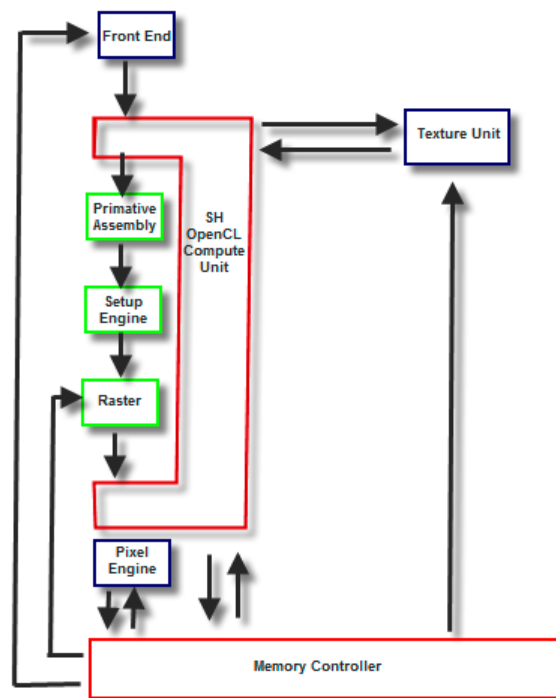 Front End
Texture Unit
Primative
Assembly
SH
OpenCL
Compute
Unit
Setup
Engine
Raster
Pixel
Engine
Memory Controller